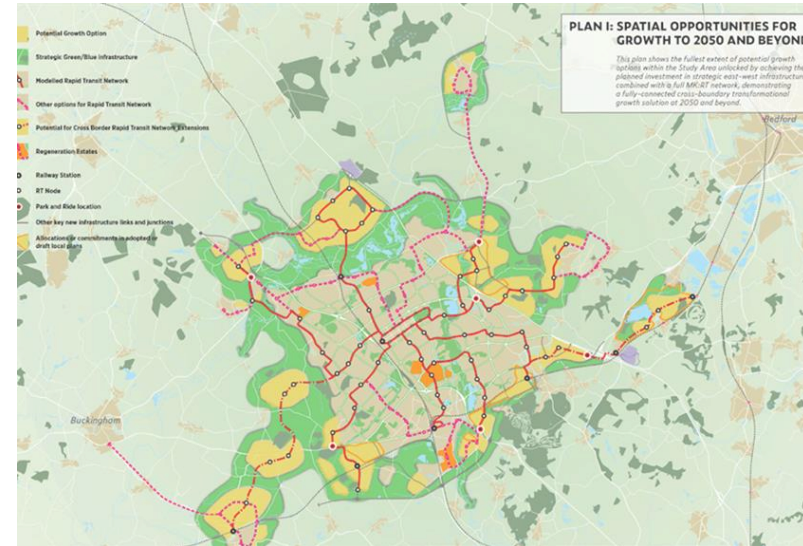 PLAN I: SPATIAL OPPORTUNITIES FOR
GROWTH TO 2050 AND BEYOND
This plan shows the fullest extent of potential growth
options within the Study Area unlocked by achieving the
planned investment in strategic east-west infrastructure
combined with a full MK:RT network, demonstrating
a fully-connected cross-boundary transformational
growth solution at 2050 and beyond.
Potential Growth Option
Strategic Green/Blue infrastructure
Modelled Rapid Transit Network
Other options for Rapid Transit Network
Potential for Cross Border Rapid Transit Network Extensions
Regeneration Estates
Railway Station
RT Node
Park and Ride location
Other key new infrastructure links and junctions
Allocations or commitments in adopted or
draft local plans
Bedford
Buckingham